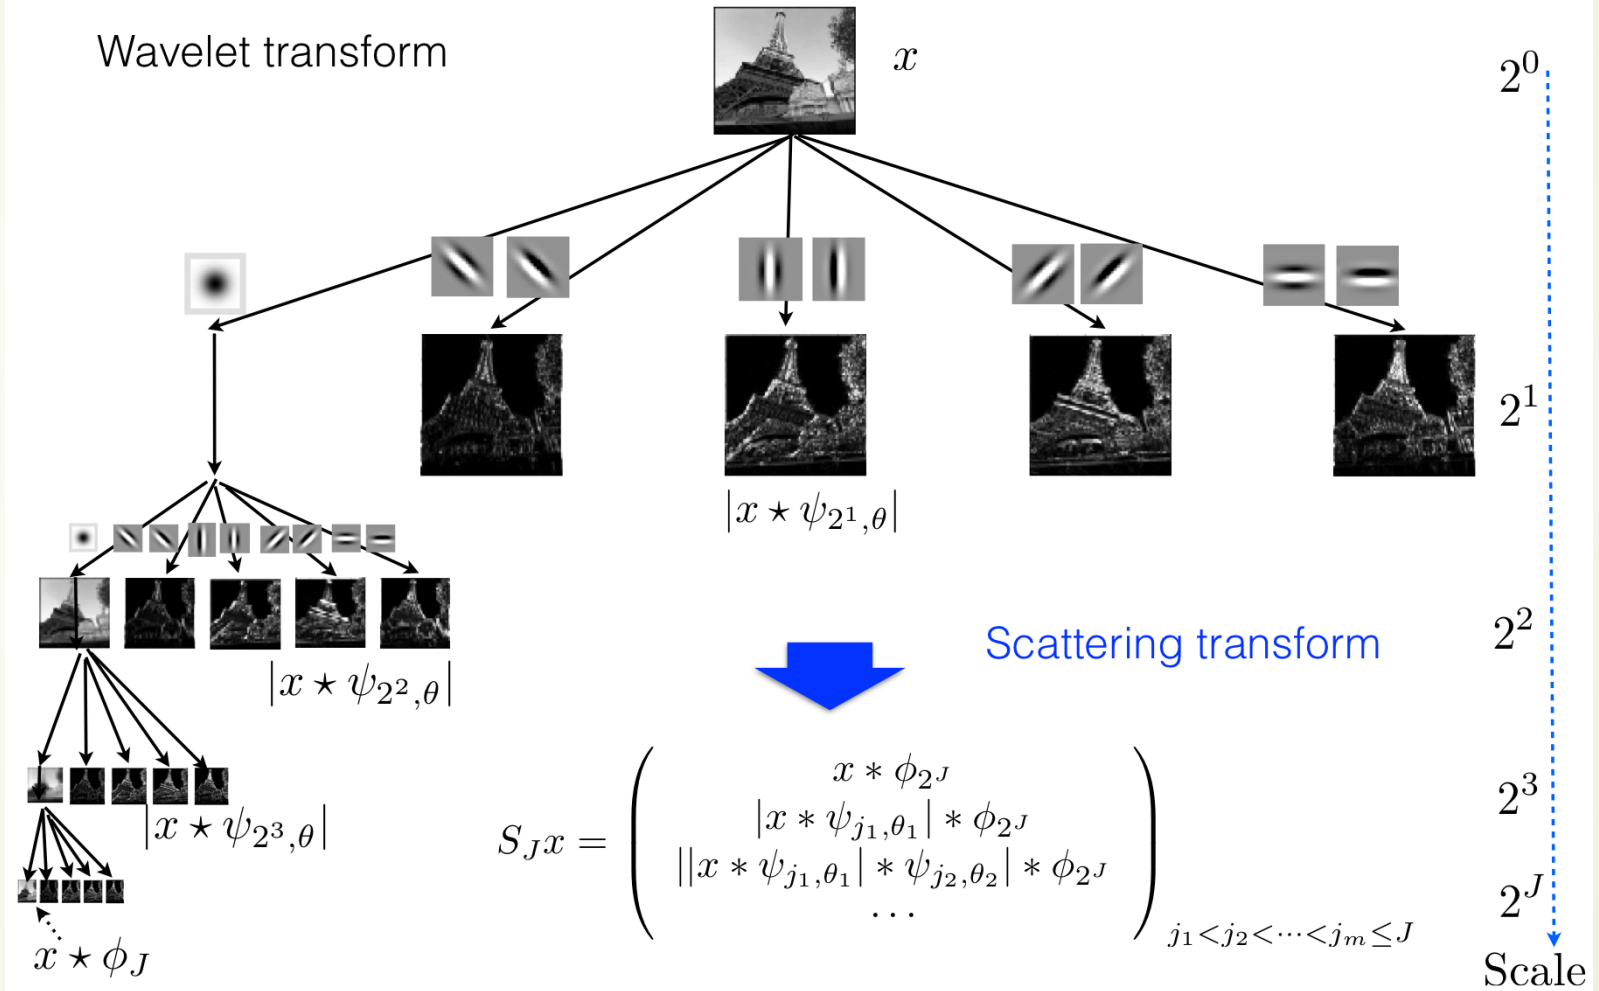 Wavelet transform
x
2^0
2^1
|x ⋆ ψ_{2^1,θ}|
2^2
Scattering transform
|x ⋆ ψ_{2^2,θ}|
2^3
|x ⋆ ψ_{2^3,θ}|
S_J x = ( x * ϕ_{2^J}
|x * ψ_{j_1,θ_1}| * ϕ_{2^J}
||x * ψ_{j_1,θ_1}| * ψ_{j_2,θ_2}| * ϕ_{2^J}
... )_{j_1<j_2<⋯<j_m≤J}
2^J
x ⋆ ϕ_J
Scale